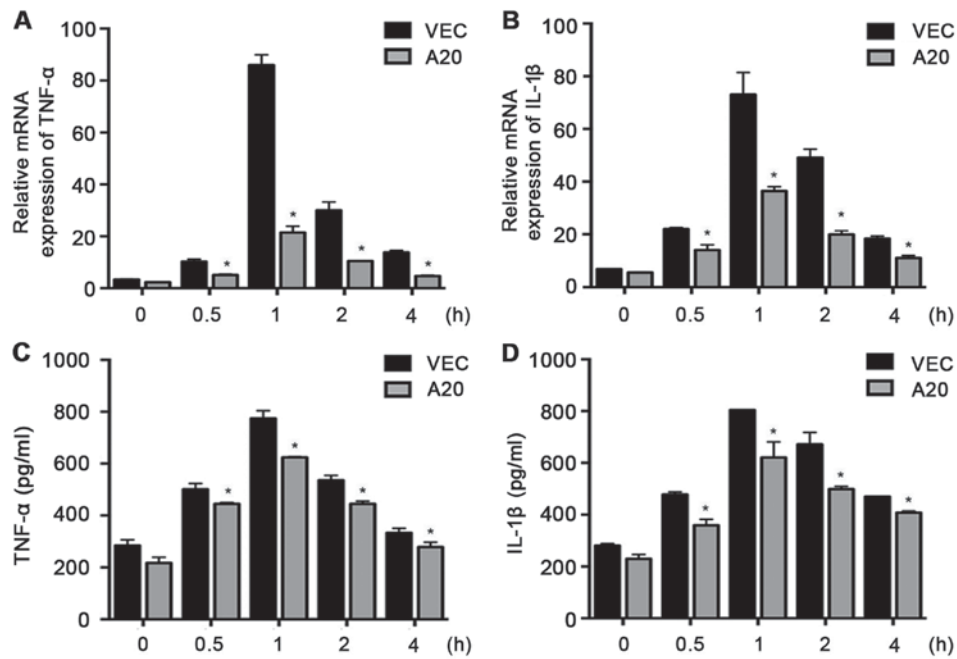 A
Relative mRNA
expression of TNF-α
100
80
60
40
20
0
VEC
A20
*
*
*
*
0 0.5 1 2 4 (h)
B
Relative mRNA
expression of IL-1β
100
80
60
40
20
0
VEC
A20
*
*
*
*
0 0.5 1 2 4 (h)
C
TNF-α (pg/ml)
1000
800
600
400
200
0
VEC
A20
*
*
*
*
0 0.5 1 2 4 (h)
D
IL-1β (pg/ml)
1000
800
600
400
200
0
VEC
A20
*
*
*
*
0 0.5 1 2 4 (h)